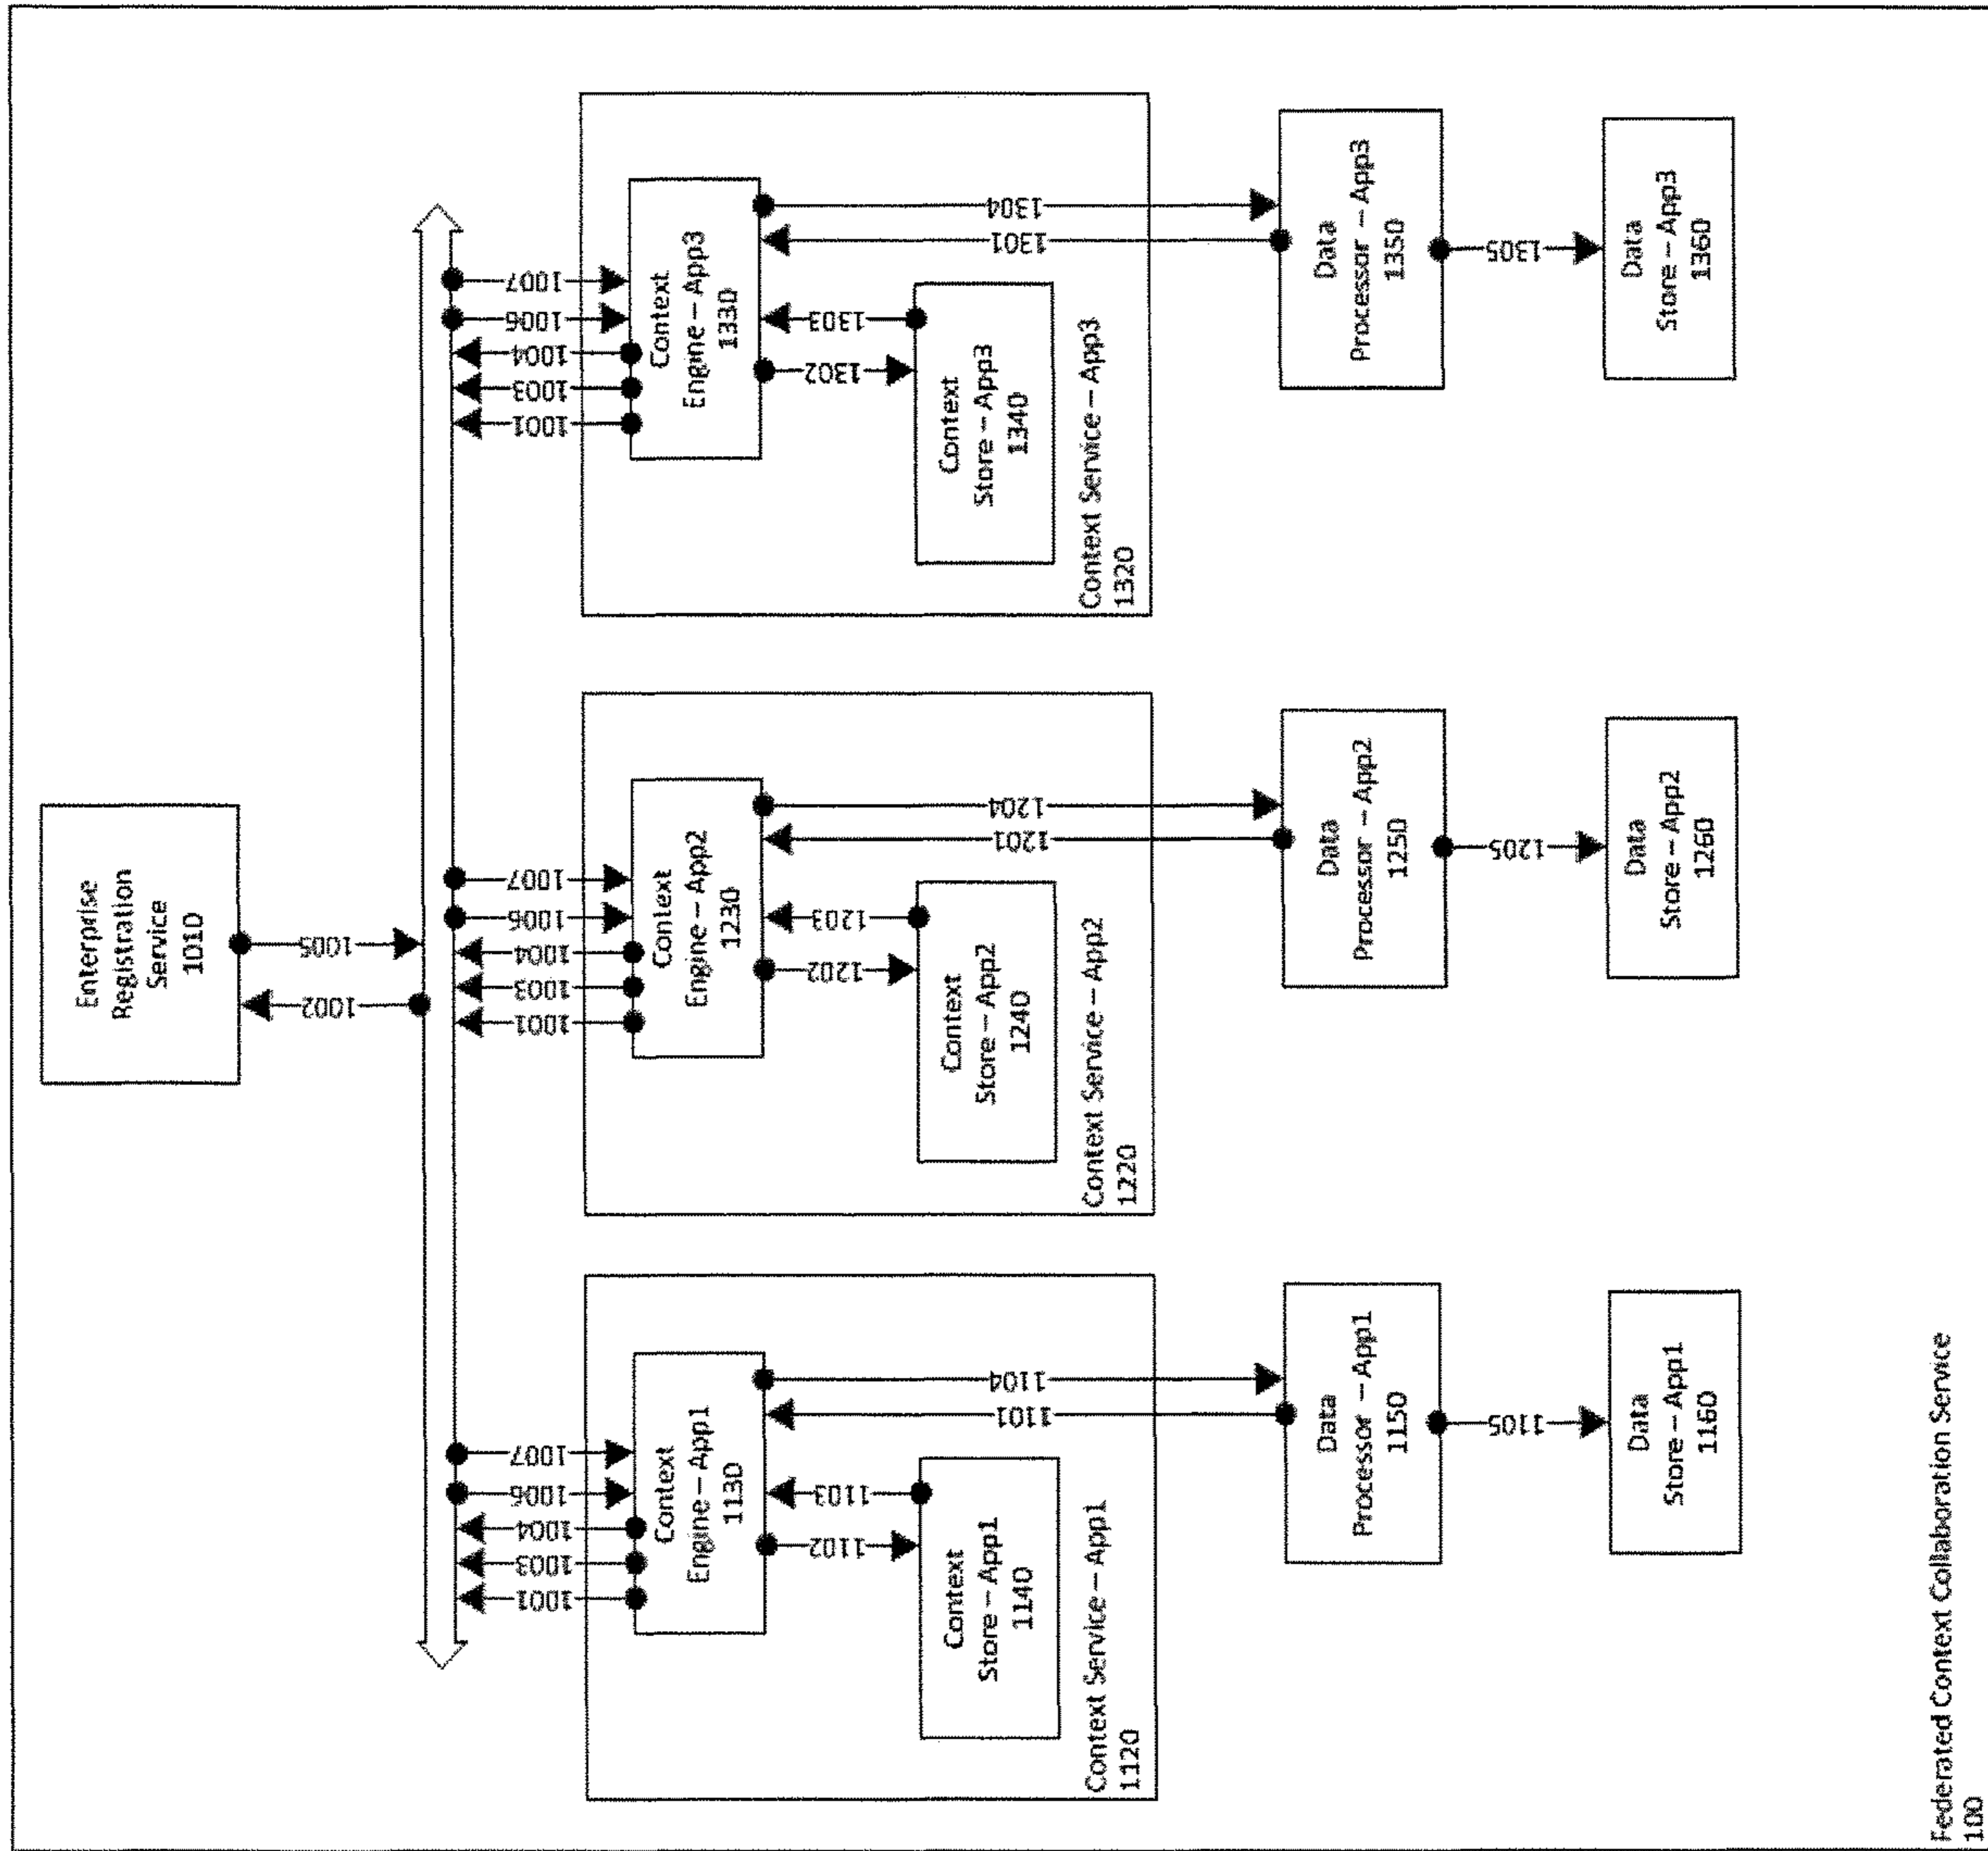 Enterprise
Registration
Service
1010
1002
1005
1001
1003
1004
1006
1007
1001
1003
1004
1006
1007
1001
1003
1004
1006
1007
Context
Engine – App1
1130
1102
1103
1101
1104
Context
Store – App1
1140
Context Service – App1
1120
Context
Engine – App2
1230
1202
1203
1201
1204
Context
Store – App2
1240
Context Service – App2
1220
Context
Engine – App3
1330
1302
1303
1301
1304
Context
Store – App3
1340
Context Service – App3
1320
Data
Processor – App1
1150
Data
Processor – App2
1250
Data
Processor – App3
1350
1105
1205
1305
Data
Store – App1
1160
Data
Store – App2
1260
Data
Store – App3
1360
Federated Context Collaboration Service
100